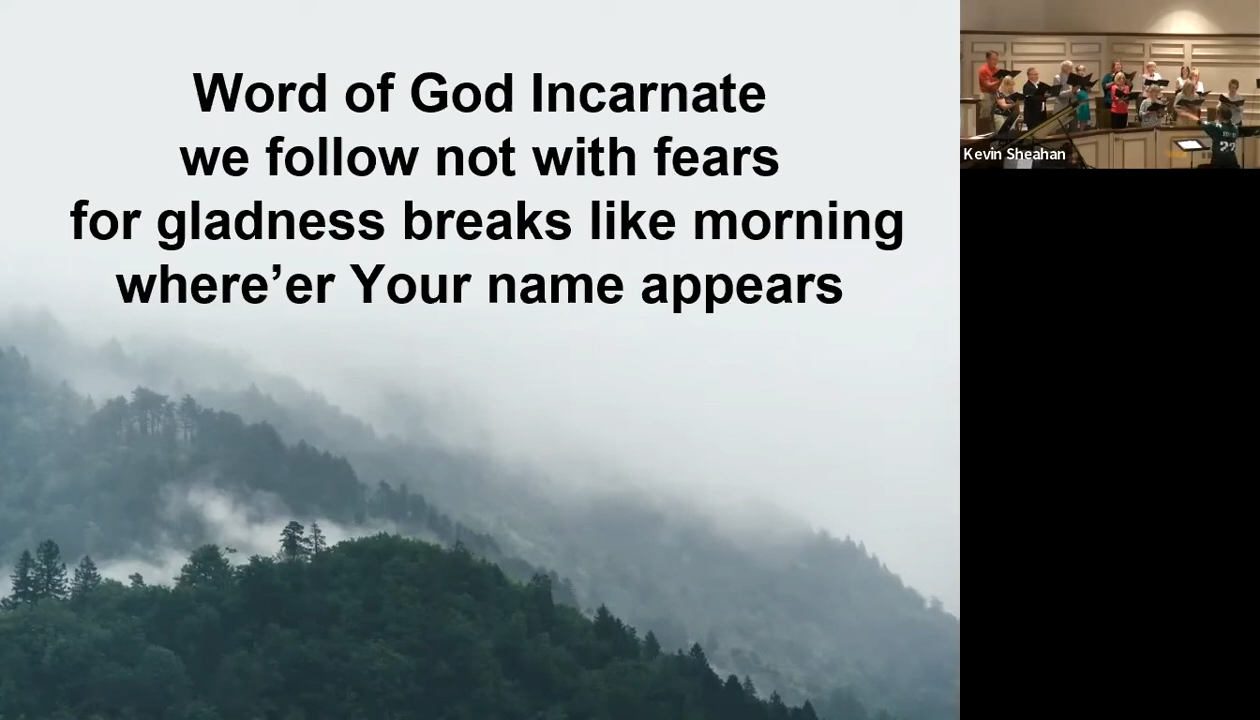 Word of God Incarnate
we follow not with fears
for gladness breaks like morning
where’er Your name appears
Kevin Sheahan